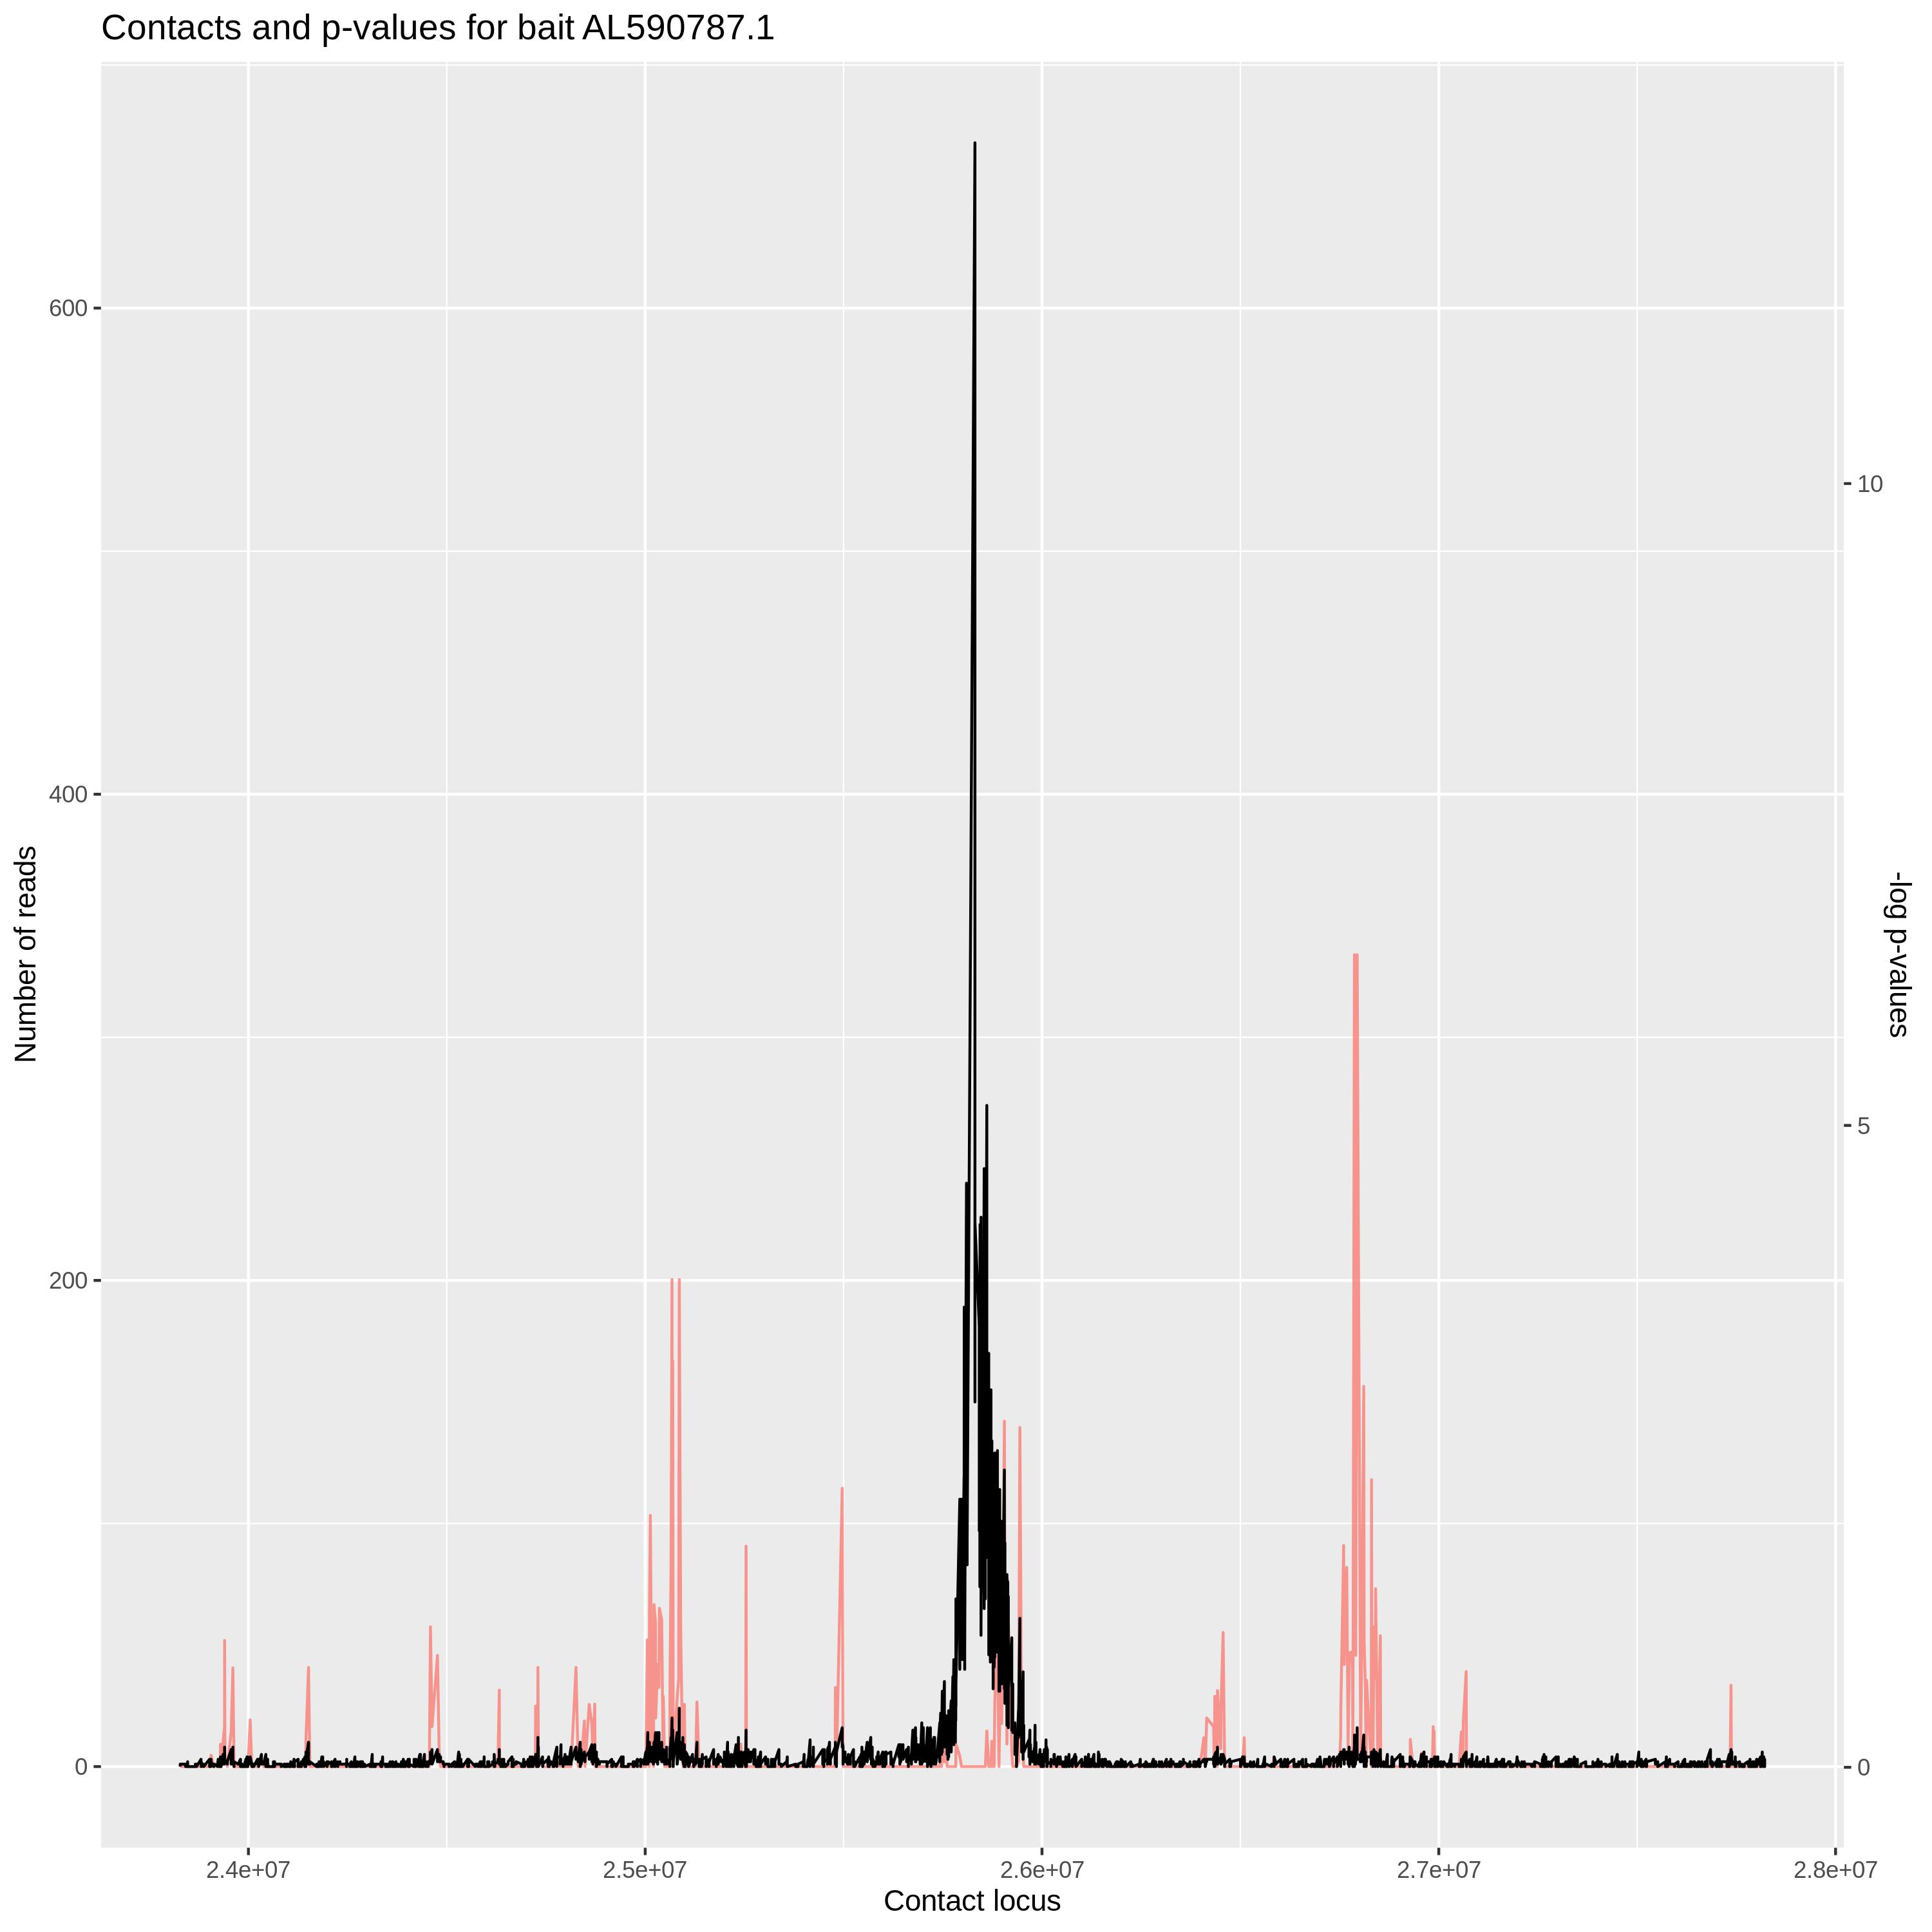 Contacts and p-values for bait AL590787.1
600
400
200
0
Number of reads
10
5
0
-log p-values
2.4e+07
2.5e+07
2.6e+07
2.7e+07
2.8e+07
Contact locus